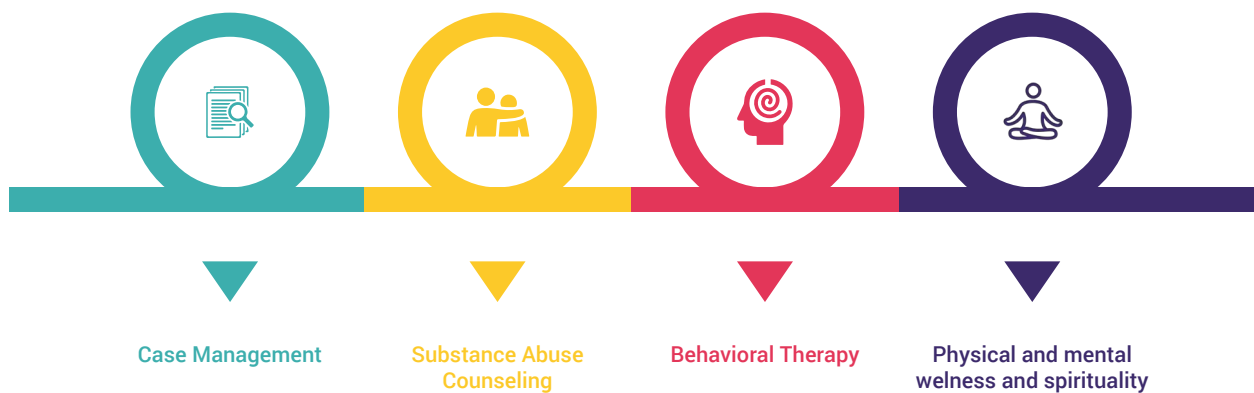 Case Management
Substance Abuse
Counseling
Behavioral Therapy
Physical and mental
welness and spirituality